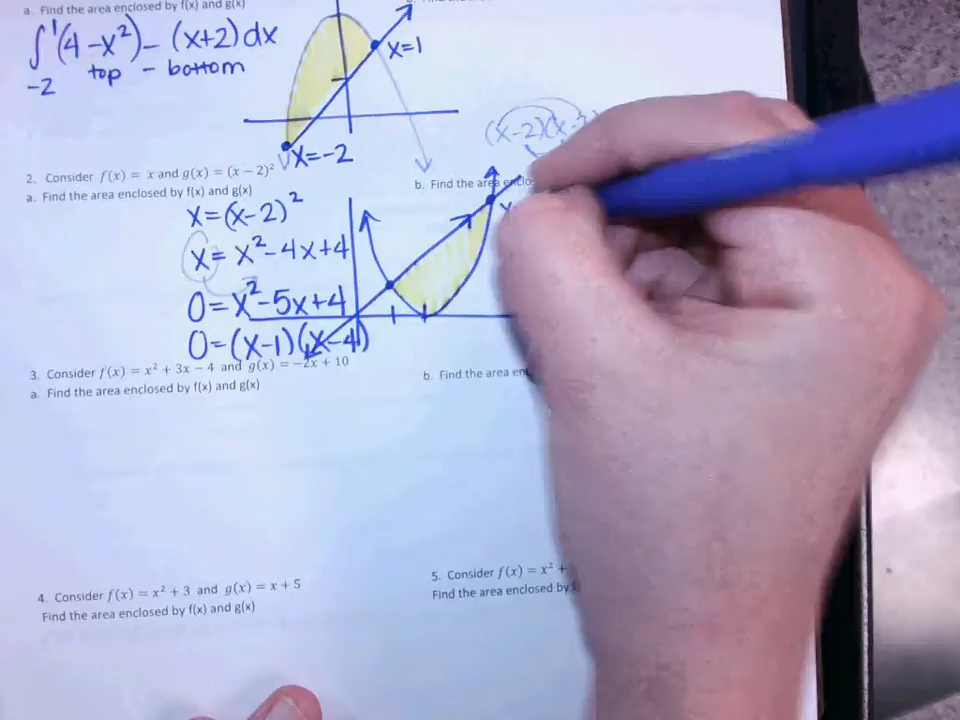 a. Find the area enclosed by f(x) and g(x)
∫₋₂¹ (4-x²) - (x+2) dx
top - bottom
x=1
x=-2
(x-2)(x-
2. Consider f(x) = x and g(x) = (x − 2)²
a. Find the area enclosed by f(x) and g(x)
b. Find the area
x=(x-2)²
x = x²-4x+4
0=x²-5x+4
0=(x-1)(x-4)
3. Consider f(x) = x² + 3x − 4 and g(x) = −2x + 10
a. Find the area enclosed by f(x) and g(x)
b. Find the area
4. Consider f(x) = x² + 3 and g(x) = x + 5
Find the area enclosed by f(x) and g(x)
5. Consider f(x) = x² +
Find the area enclosed by